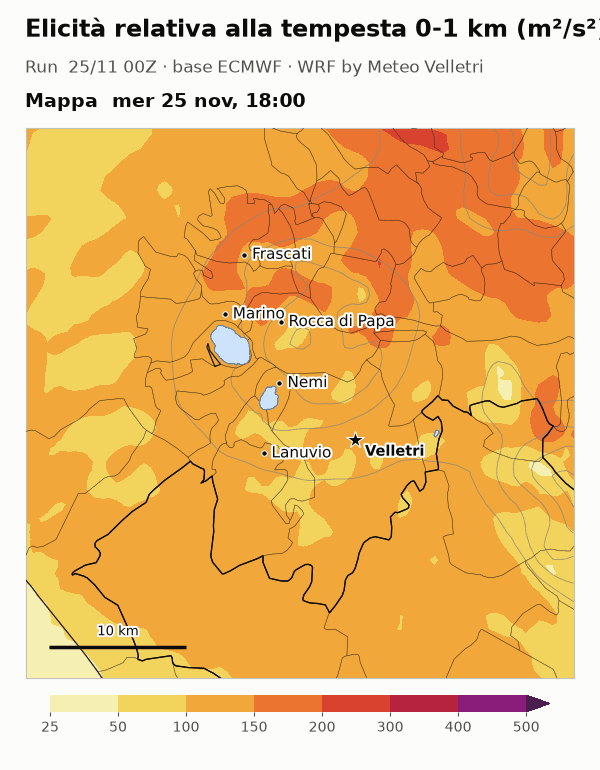 Elicità relativa alla tempesta 0-1 km (m²/s²)
Run  25/11 00Z · base ECMWF · WRF by Meteo Velletri
Mappa  mer 25 nov, 18:00
Frascati
Marino
Rocca di Papa
Nemi
Velletri
Lanuvio
10 km
25 50 100 150 200 300 400 500